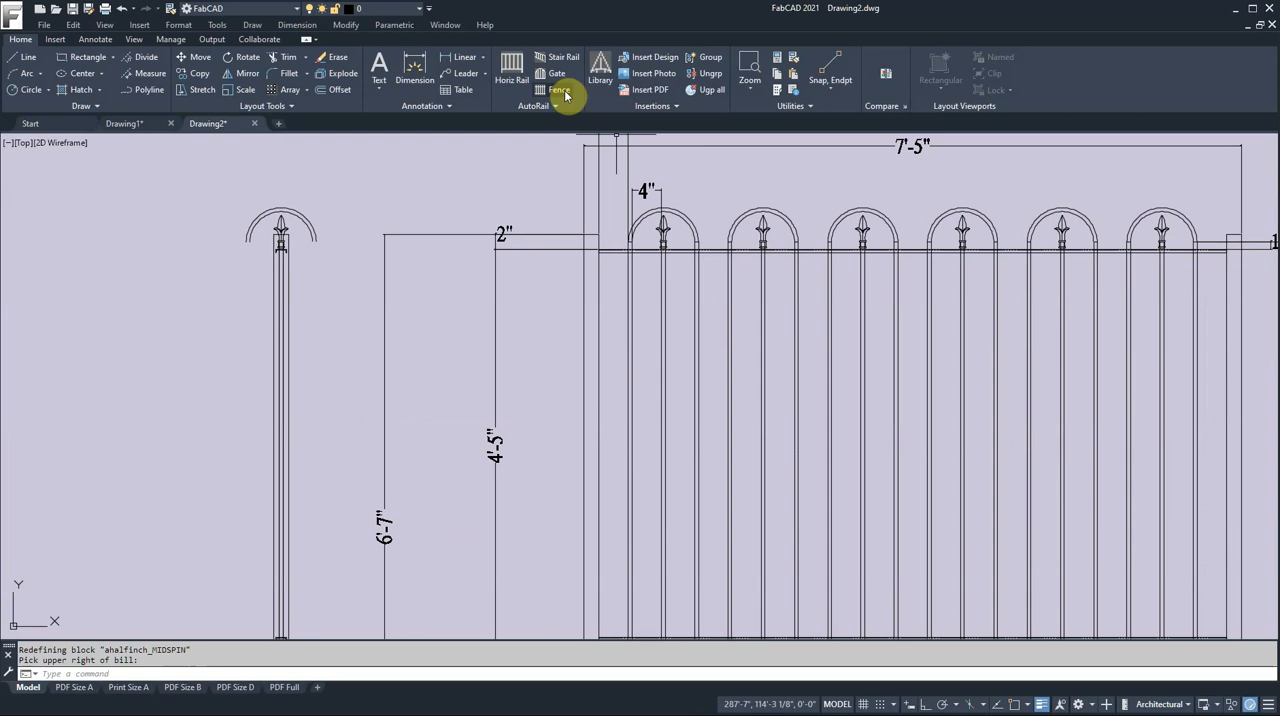 FabCAD
0
FabCAD 2021 Drawing2.dwg
File Edit View Insert Format Tools Draw Dimension Modify Parametric Window Help
Home Insert Annotate View Manage Output Collaborate
Line Rectangle Divide Move Rotate Trim Erase Text Dimension Linear Horiz Rail Stair Rail Library Insert Design Group Zoom Snap, Endpt Rectangular Named
Arc Center Measure Copy Mirror Fillet Explode Leader Gate Insert Photo Ungrp Clip
Circle Hatch Polyline Stretch Scale Array Offset Table Fence Insert PDF Ugp all Lock
Draw Layout Tools Annotation AutoRail Insertions Utilities Compare Layout Viewports
Start Drawing1* Drawing2*
[−][Top][2D Wireframe]
7'-5"
4"
2"
1
4'-5"
6'-7"
Y
X
Redefining block "ahalfinch_MIDSPIN"
Pick upper right of bill:
Type a command
Model PDF Size A Print Size A PDF Size B PDF Size D PDF Full
287'-7", 114'-3 1/8", 0'-0" MODEL Architectural